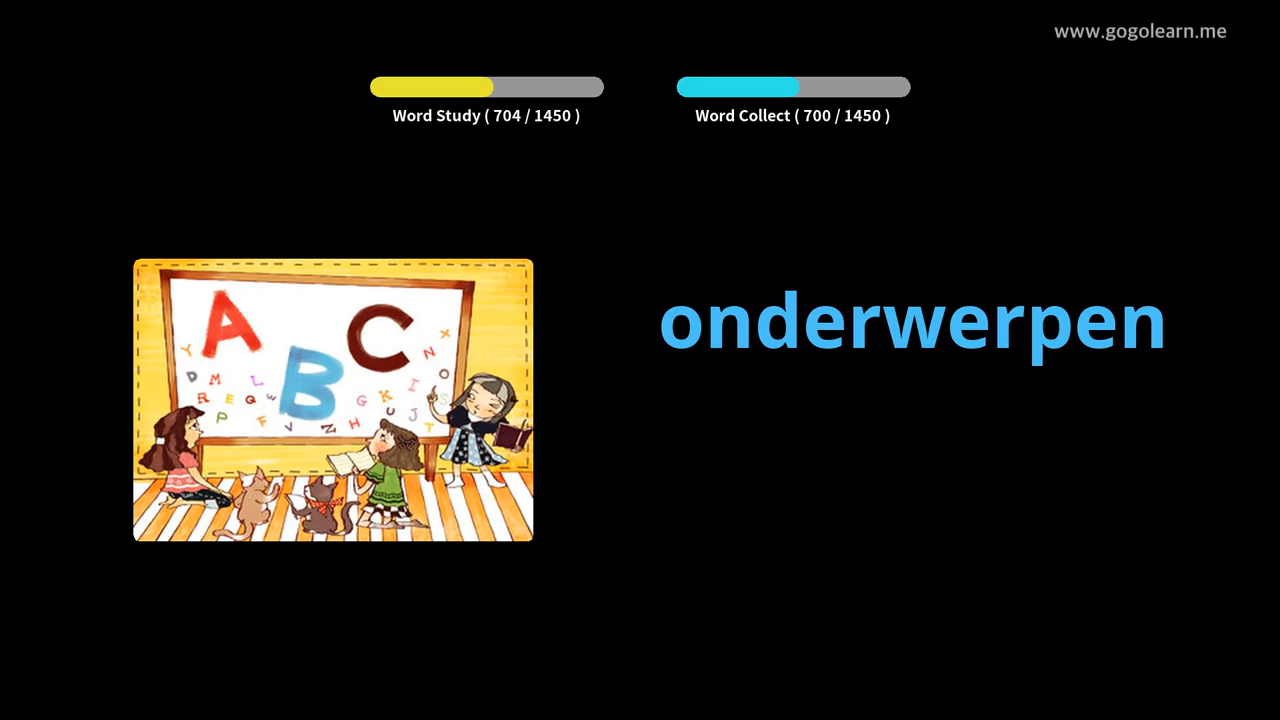 www.gogolearn.me
Word Study ( 704 / 1450 )
Word Collect ( 700 / 1450 )
onderwerpen
A
B
C
X
Y
N
D M L O
R E Q W G K I S
P F V Z H U J T